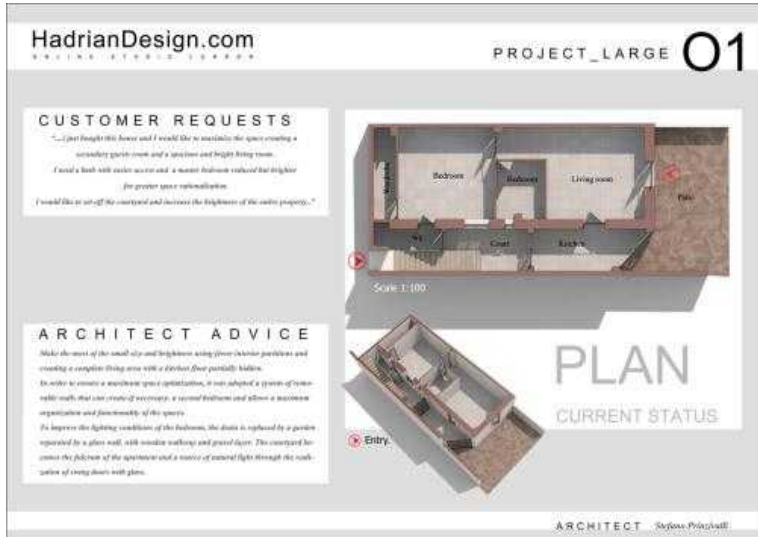 HadrianDesign.com
ONLINE STUDIO LONDON
PROJECT_LARGE 01
CUSTOMER REQUESTS
"...I just bought this house and I would like to maximize the space creating a
secondary guests room and a spacious and bright living room.
I need a bath with easier access and a master bedroom reduced but brighter
for greater space rationalisation.
I would like to set off the courtyard and increase the brightness of the entire property..."
Bedroom
Bedroom
Living room
Patio
Wc
Court
Kitchen
Scale 1:100
ARCHITECT ADVICE
Make the most of the small size and brightness using fewer interior partitions and
creating a complete living area with a kitchen floor partially hidden.
In order to ensure a maximum space optimization, it was adopted a system of remo-
vable walls that can create if necessary, a second bedroom and allows a maximum
organization and functionality of the spaces.
To improve the lighting conditions of the bedroom, the drain is replaced by a garden
separated by a glass wall, with wooden walkway and gravel layer. The courtyard be-
comes the fulcrum of the apartment and a source of natural light through the reali-
zation of swing doors with glass.
PLAN
CURRENT STATUS
Entry.
ARCHITECT Stefano Prinzivalli